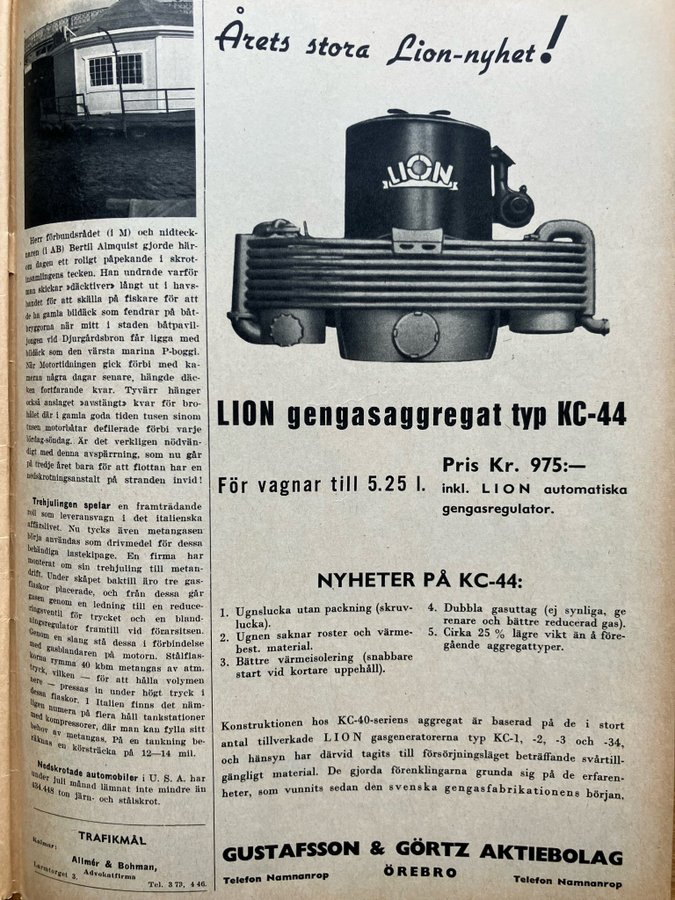 Herr förbundsrådet (i M) och nidteck-
naren (i AB) Bertil Almquist gjorde här-
om dagen ett roligt påpekande i skrot-
insamlingens tecken. Han undrade varför
man skickar »däcktiver» långt ut i havs-
bandet för att skälla på fiskare för att
de ha gamla bildäck som fendrar på båt-
bryggorna när mitt i staden båtpavil-
jongen vid Djurgårdsbron får ligga med
bildäck som den värsta marina P-boggi.
När Motortidningen gick förbi med ka-
meran några dagar senare, hängde däc-
ken fortfarande kvar. Tyvärr hänger
också anslaget »avstängt» kvar för bro-
hålet där i gamla goda tiden tusen sinom
tusen motorbåtar defilerade förbi varje
lördag-söndag. Är det verkligen nödvän-
digt med denna avspärrning, som nu går
på tredje året bara för att flottan har en
nedskrotningsanstalt på stranden invid!
Trehjulingen spelar en framträdande
roll som leveransvagn i det italienska
affärslivet. Nu tycks även metangasen
börja användas som drivmedel för dessa
behändiga lastekipage. En firma har
monterat om sin trehjuling till metan-
drift. Under skåpet baktill äro tre gas-
flaskor placerade, och från dessa går
gasen genom en ledning till en reduce-
ringsventil för trycket och en bland-
ningsregulator framtill vid förarsitsen.
Genom en slang stå dessa i förbindelse
med gasblandaren på motorn. Stålflas-
korna rymma 40 kbm metangas av atm.
tryck, vilken — för att hålla volymen
nere — pressas in under högt tryck i
dessa flaskor. I Italien finns det näm-
ligen numera på flera håll tankstationer
med kompressorer, där man kan fylla sitt
behov av metangas. På en tankning be-
räknas en körsträcka på 12—14 mil.
Nedskrotade automobiler i U. S. A. har
under juli månad lämnat inte mindre än
434.448 ton järn- och stålskrot.
TRAFIKMÅL
Kalmar:
Allmér & Bohman,
Advokatfirma
Larmtorget 3.
Tel. 3 73, 4 46.
Årets stora Lion-nyhet!
LION
LION gengasaggregat typ KC-44
För vagnar till 5.25 l.
Pris Kr. 975:—
inkl. LION automatiska
gengasregulator.
NYHETER PÅ KC-44:
1. Ugnslucka utan packning (skruv-
lucka).
2. Ugnen saknar roster och värme-
best. material.
3. Bättre värmeisolering (snabbare
start vid kortare uppehåll).
4. Dubbla gasuttag (ej synliga, ge
renare och bättre reducerad gas).
5. Cirka 25 % lägre vikt än å före-
gående aggregattyper.
Konstruktionen hos KC-40-seriens aggregat är baserad på de i stort
antal tillverkade LION gasgeneratorerna typ KC-1, -2, -3 och -34,
och hänsyn har därvid tagits till försörjningsläget beträffande svårtill-
gängligt material. De gjorda förenklingarna grunda sig på de erfaren-
heter, som vunnits sedan den svenska gengasfabrikationens början.
GUSTAFSSON & GÖRTZ AKTIEBOLAG
Telefon Namnanrop
ÖREBRO
Telefon Namnanrop